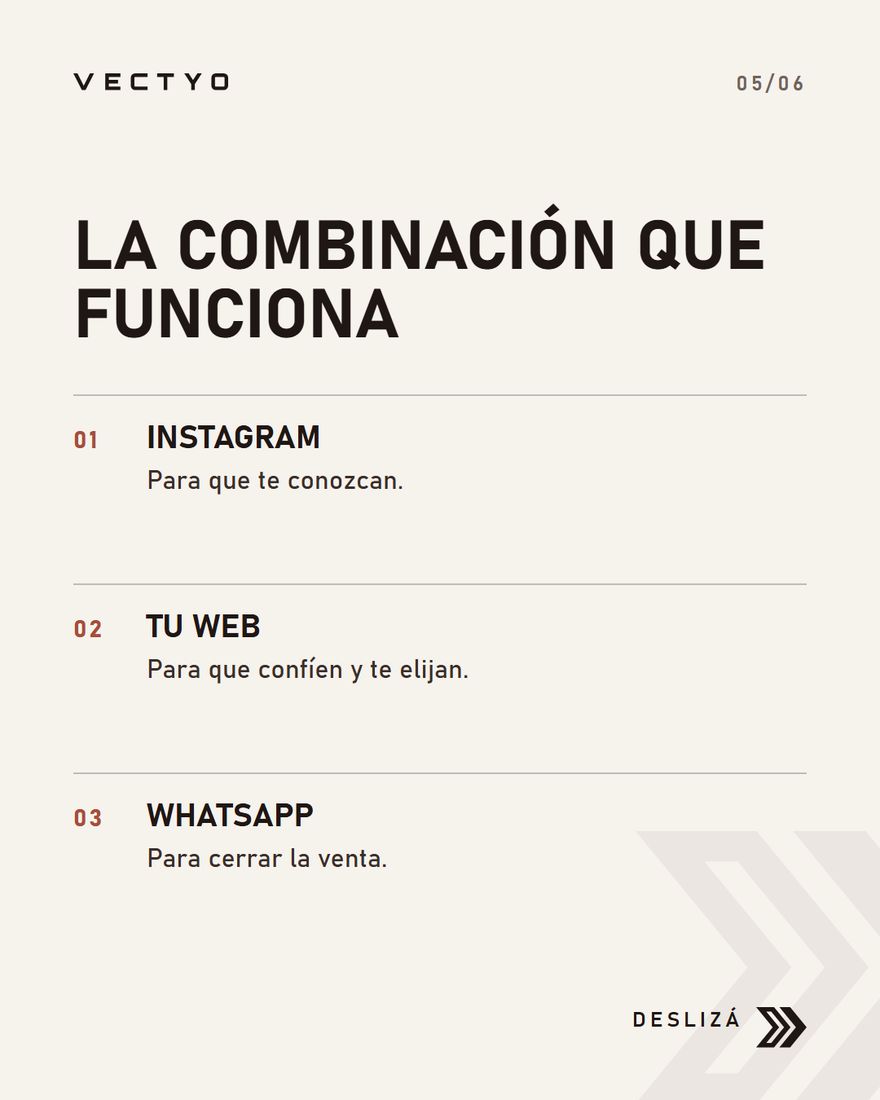 VECTYO
05/06
LA COMBINACIÓN QUE
FUNCIONA
01 INSTAGRAM
Para que te conozcan.
02 TU WEB
Para que confíen y te elijan.
03 WHATSAPP
Para cerrar la venta.
DESLIZÁ